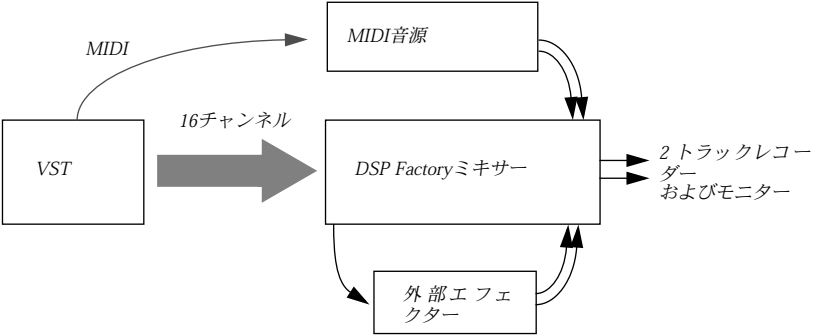 MIDI音源
MIDI
16チャンネル
VST
DSP Factoryミキサー
2 トラックレコー
ダー
およびモニター
外 部エ フェ
クター